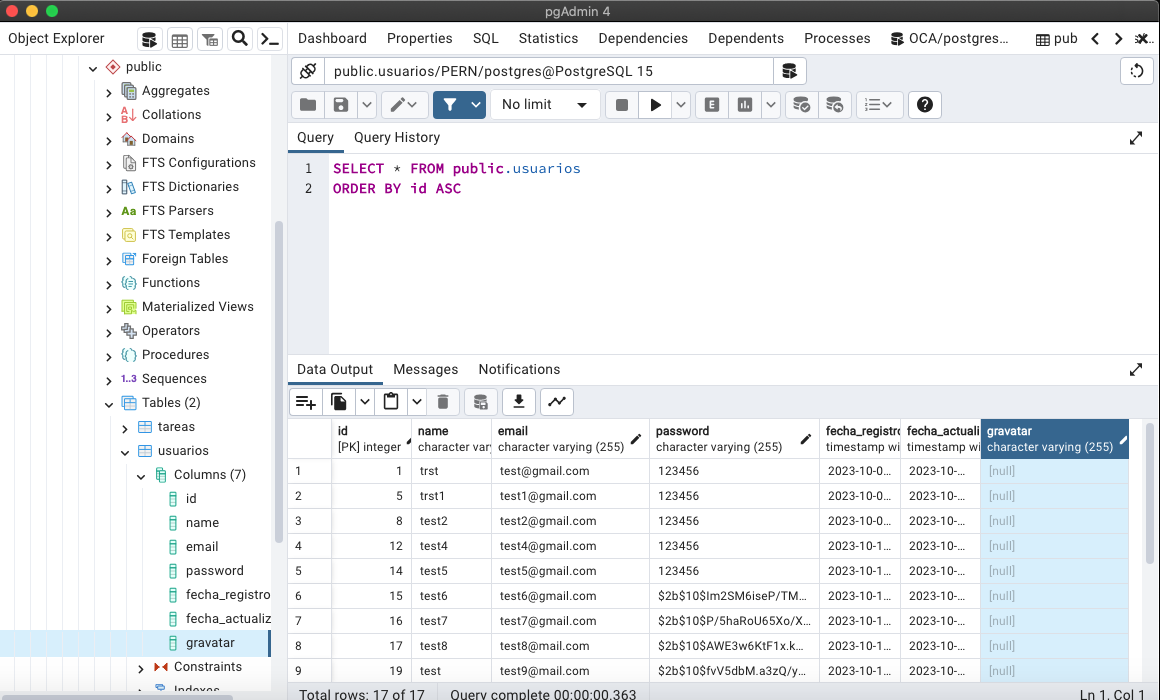 pgAdmin 4
Object Explorer
Dashboard Properties SQL Statistics Dependencies Dependents Processes OCA/postgres... pub
public
Aggregates
Collations
Domains
FTS Configurations
FTS Dictionaries
Aa FTS Parsers
FTS Templates
Foreign Tables
Functions
Materialized Views
Operators
Procedures
1..3 Sequences
Tables (2)
tareas
usuarios
Columns (7)
id
name
email
password
fecha_registro
fecha_actualiz
gravatar
Constraints
Indexes
public.usuarios/PERN/postgres@PostgreSQL 15
No limit
E
Query Query History
1 SELECT * FROM public.usuarios
2 ORDER BY id ASC
Data Output Messages Notifications
id name email password fecha_registro fecha_actuali gravatar
[PK] integer character vary character varying (255) character varying (255) timestamp wi timestamp wi character varying (255)
1 1 trst test@gmail.com 123456 2023-10-0... 2023-10-... [null]
2 5 trst1 test1@gmail.com 123456 2023-10-0... 2023-10-... [null]
3 8 test2 test2@gmail.com 123456 2023-10-0... 2023-10-... [null]
4 12 test4 test4@gmail.com 123456 2023-10-1... 2023-10-... [null]
5 14 test5 test5@gmail.com 123456 2023-10-1... 2023-10-... [null]
6 15 test6 test6@gmail.com $2b$10$Im2SM6iseP/TM... 2023-10-1... 2023-10-... [null]
7 16 test7 test7@gmail.com $2b$10$P/5haRoU65Xo/X... 2023-10-1... 2023-10-... [null]
8 17 test8 test8@gmail.com $2b$10$AWE3w6KtF1x.k... 2023-10-1... 2023-10-... [null]
9 19 test test9@gmail.com $2b$10$fvV5dbM.a3zQ/y... 2023-10-1... 2023-10-... [null]
Total rows: 17 of 17 Query complete 00:00:00.363 Ln 1, Col 1